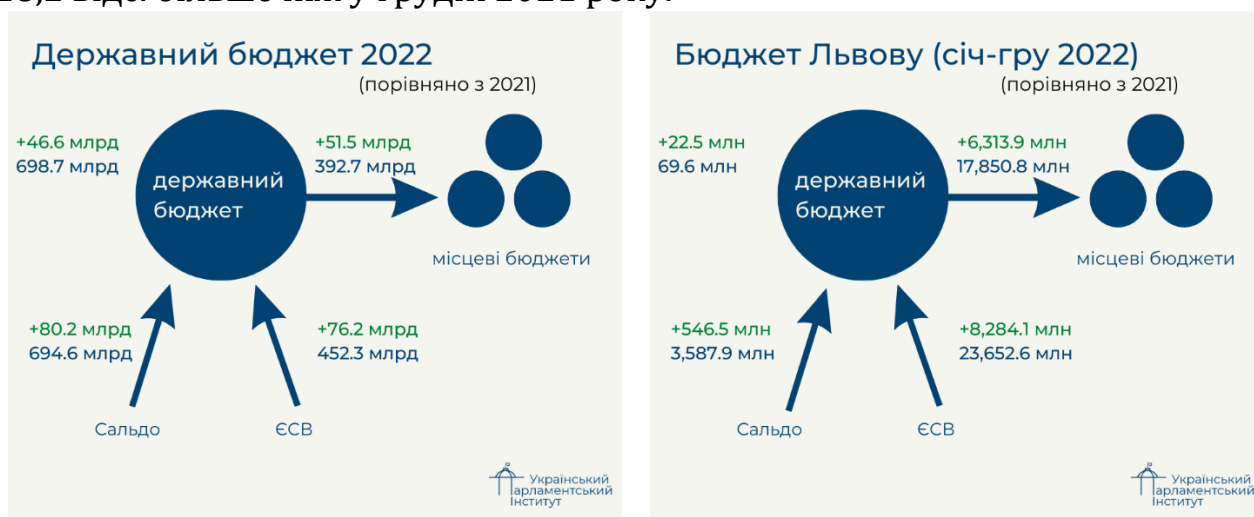 Державний бюджет 2022
(порівняно з 2021)
+46.6 млрд
698.7 млрд
+51.5 млрд
392.7 млрд
державний
бюджет
місцеві бюджети
+80.2 млрд
694.6 млрд
+76.2 млрд
452.3 млрд
Сальдо
ЄСВ
Український
арламентський
Інститут
Бюджет Львову (січ-гру 2022)
(порівняно з 2021)
+22.5 млн
69.6 млн
+6,313.9 млн
17,850.8 млн
державний
бюджет
місцеві бюджети
+546.5 млн
3,587.9 млн
+8,284.1 млн
23,652.6 млн
Сальдо
ЄСВ
Український
арламентський
Інститут